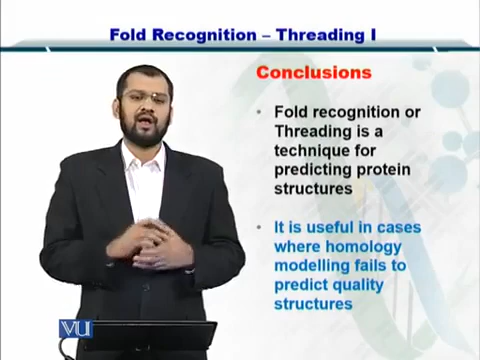 Fold Recognition – Threading I
Conclusions
• Fold recognition or
Threading is a
technique for
predicting protein
structures
• It is useful in cases
where homology
modelling fails to
predict quality
structures
VU